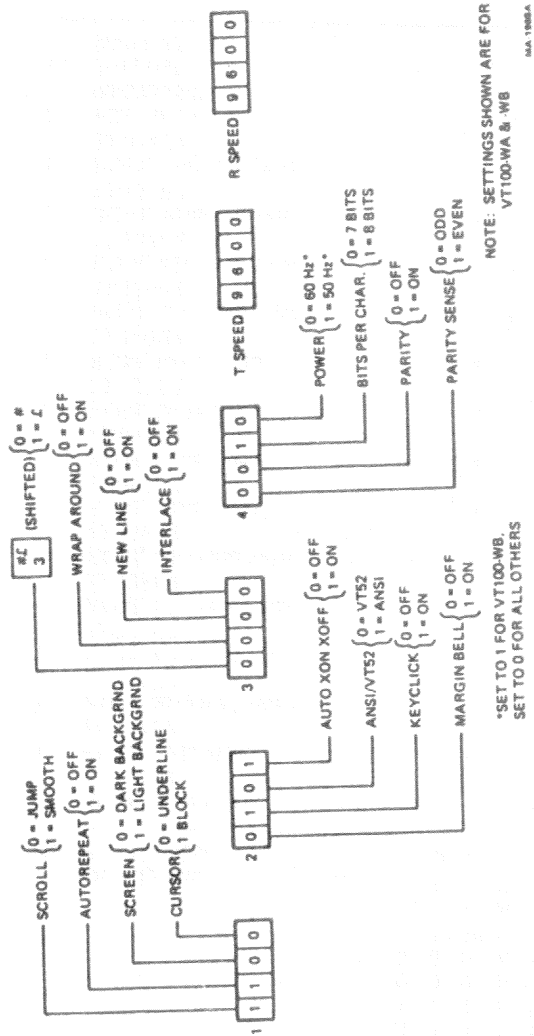 SCROLL {0 = JUMP
1 = SMOOTH
AUTOREPEAT {0 = OFF
1 = ON
SCREEN {0 = DARK BACKGRND
1 = LIGHT BACKGRND
CURSOR {0 = UNDERLINE
1 BLOCK
1
1 1 0 0
2
0 1 0 1
AUTO XON XOFF {0 = OFF
1 = ON
ANSI/VT52 {0 = VT52
1 = ANSI
KEYCLICK {0 = OFF
1 = ON
MARGIN BELL {0 = OFF
1 = ON
#£
3
(SHIFTED) {0 = #
1 = £
WRAP AROUND {0 = OFF
1 = ON
NEW LINE {0 = OFF
1 = ON
INTERLACE {0 = OFF
1 = ON
3
0 0 0 0
4
0 0 1 0
POWER {0 = 60 Hz*
1 = 50 Hz*
BITS PER CHAR. {0 = 7 BITS
1 = 8 BITS
PARITY {0 = OFF
1 = ON
PARITY SENSE {0 = ODD
1 = EVEN
T SPEED 9 6 0 0
R SPEED 9 6 0 0
*SET TO 1 FOR VT100-WB.
SET TO 0 FOR ALL OTHERS
NOTE: SETTINGS SHOWN ARE FOR
VT100-WA & -WB